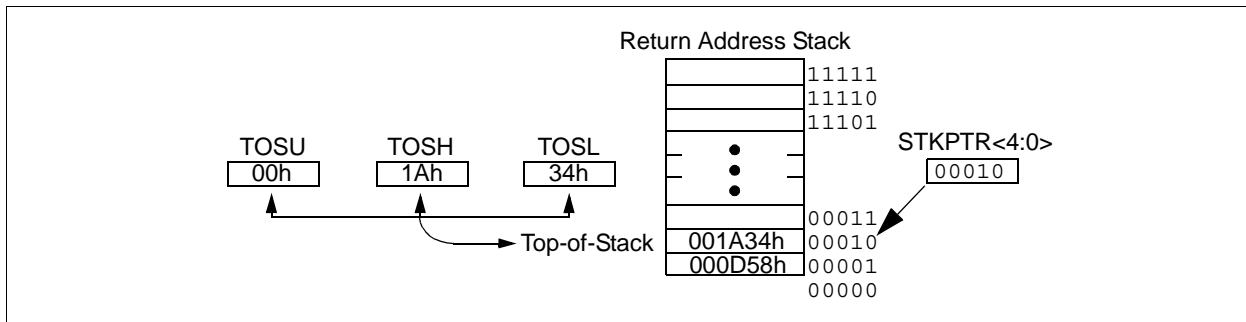 Return Address Stack
11111
11110
11101
TOSU TOSH TOSL
00h 1Ah 34h
STKPTR<4:0>
00010
00011
Top-of-Stack 001A34h 00010
000D58h 00001
00000